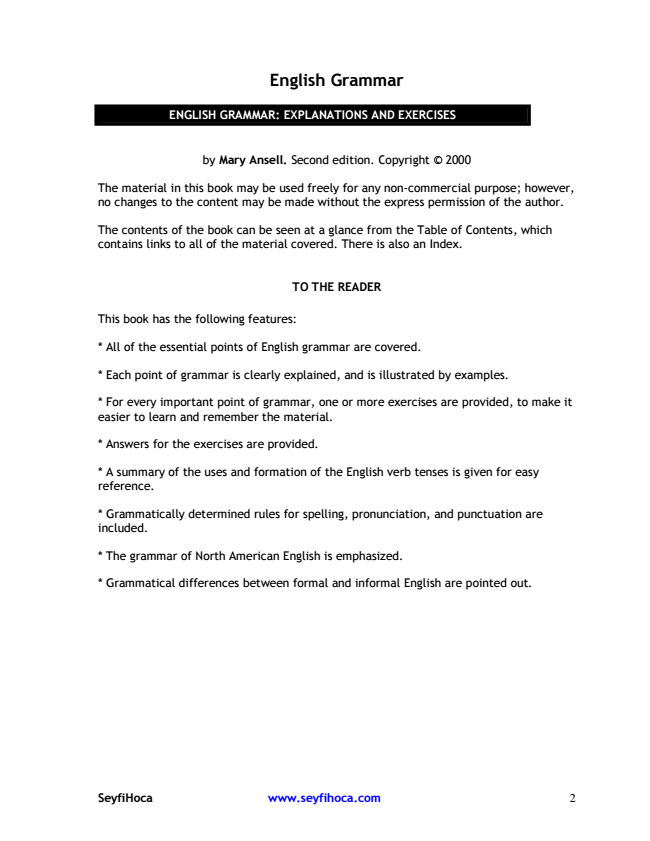 English Grammar
ENGLISH GRAMMAR: EXPLANATIONS AND EXERCISES
by Mary Ansell. Second edition. Copyright © 2000
The material in this book may be used freely for any non-commercial purpose; however,
no changes to the content may be made without the express permission of the author.
The contents of the book can be seen at a glance from the Table of Contents, which
contains links to all of the material covered. There is also an Index.
TO THE READER
This book has the following features:
* All of the essential points of English grammar are covered.
* Each point of grammar is clearly explained, and is illustrated by examples.
* For every important point of grammar, one or more exercises are provided, to make it
easier to learn and remember the material.
* Answers for the exercises are provided.
* A summary of the uses and formation of the English verb tenses is given for easy
reference.
* Grammatically determined rules for spelling, pronunciation, and punctuation are
included.
* The grammar of North American English is emphasized.
* Grammatical differences between formal and informal English are pointed out.
SeyfiHoca www.seyfihoca.com 2